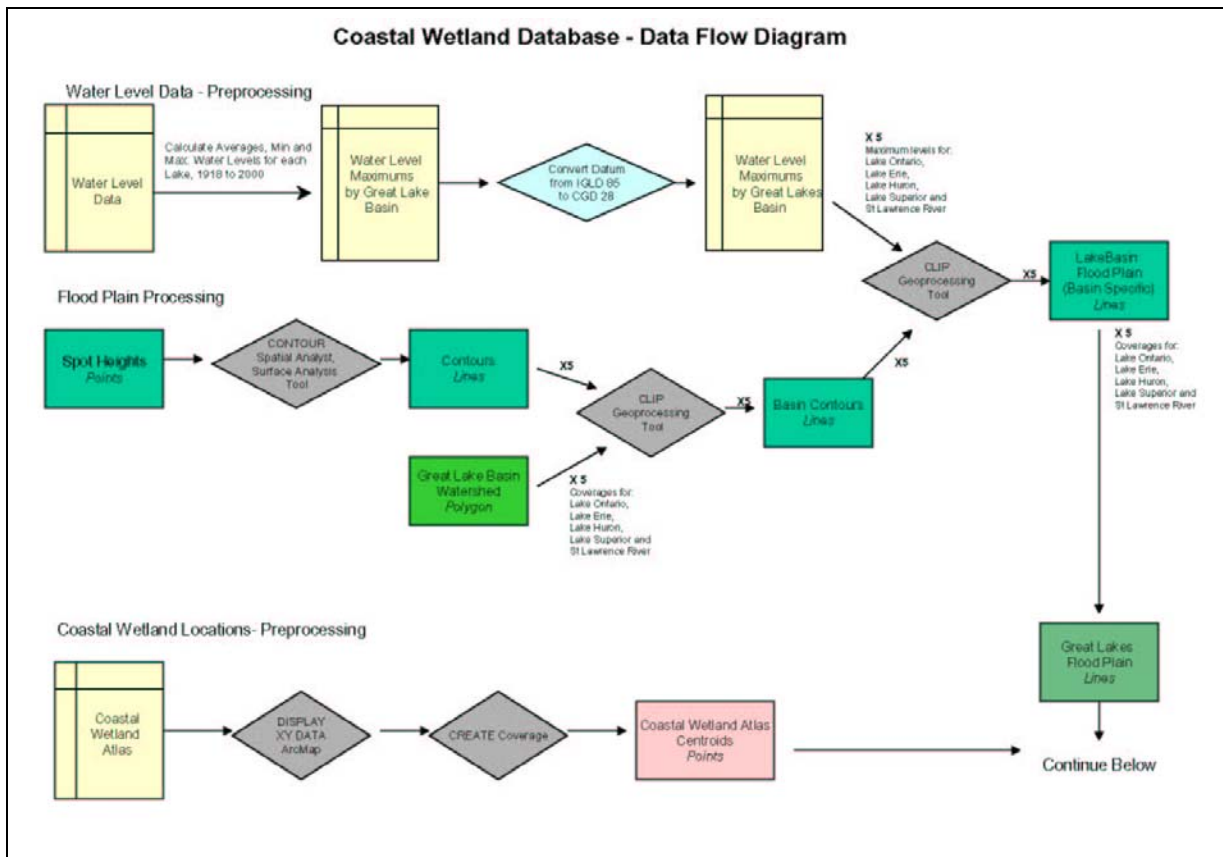 Coastal Wetland Database - Data Flow Diagram
Water Level Data - Preprocessing
Water Level
Data
Calculate Averages, Min and
Max. Water Levels for each
Lake, 1918 to 2000
Water Level
Maximums
by Great Lake
Basin
Convert Datum
from IGLD 85
to CGD 28
Water Level
Maximums
by Great Lakes
Basin
X 5
Maximum levels for:
Lake Ontario,
Lake Erie,
Lake Huron,
Lake Superior and
St Lawrence River
CLIP
Geoprocessing
Tool
X5
LakeBasin
Flood Plain
(Basin Specific)
Lines
Flood Plain Processing
Spot Heights
Points
CONTOUR
Spatial Analyst,
Surface Analysis
Tool
Contours
Lines
X5
CLIP
Geoprocessing
Tool
X5
Basin Contours
Lines
X5
X 5
Coverages for:
Lake Ontario,
Lake Erie,
Lake Huron,
Lake Superior and
St Lawrence River
Great Lake Basin
Watershed
Polygon
X 5
Coverages for:
Lake Ontario,
Lake Erie,
Lake Huron,
Lake Superior and
St Lawrence River
Coastal Wetland Locations- Preprocessing
Coastal
Wetland
Atlas
DISPLAY
XY DATA
ArcMap
CREATE Coverage
Coastal Wetland Atlas
Centroids
Points
Great Lakes
Flood Plain
Lines
Continue Below